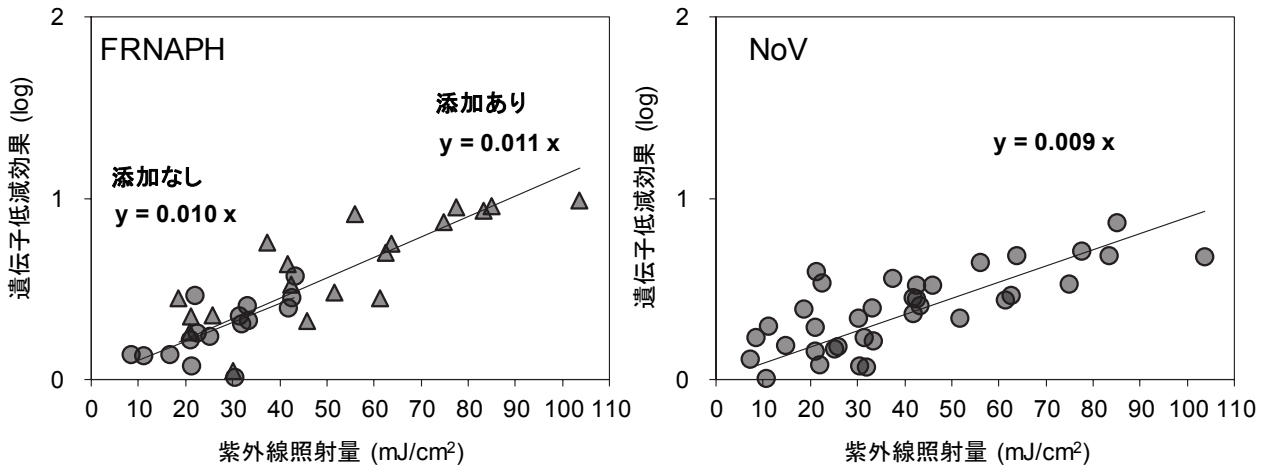 FRNAPH
2
1
0
遺伝子低減効果 (log)
添加なし
y = 0.010 x
添加あり
y = 0.011 x
0 10 20 30 40 50 60 70 80 90 100 110
紫外線照射量 (mJ/cm²)
NoV
2
1
0
遺伝子低減効果 (log)
y = 0.009 x
0 10 20 30 40 50 60 70 80 90 100 110
紫外線照射量 (mJ/cm²)